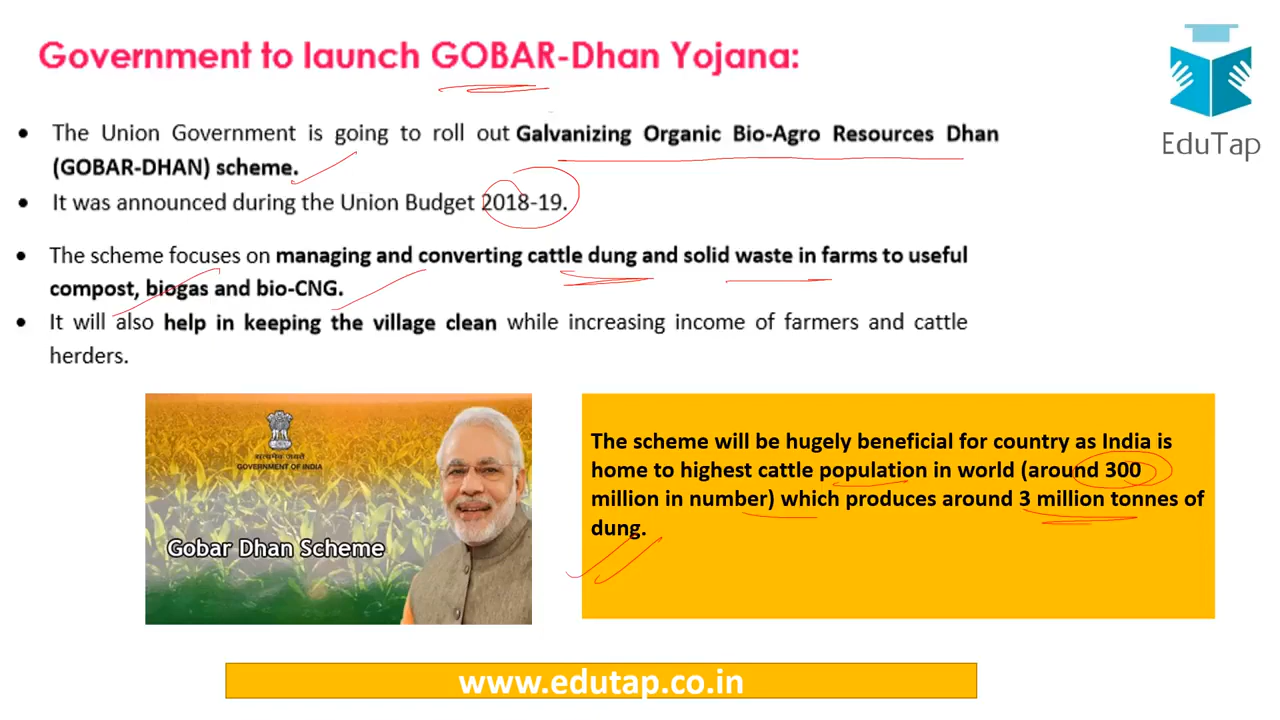 Government to launch GOBAR-Dhan Yojana:
EduTap
• The Union Government is going to roll out Galvanizing Organic Bio-Agro Resources Dhan
(GOBAR-DHAN) scheme.
• It was announced during the Union Budget 2018-19.
• The scheme focuses on managing and converting cattle dung and solid waste in farms to useful
compost, biogas and bio-CNG.
• It will also help in keeping the village clean while increasing income of farmers and cattle
herders.
सत्यमेव जयते
GOVERNMENT OF INDIA
Gobar Dhan Scheme
The scheme will be hugely beneficial for country as India is
home to highest cattle population in world (around 300
million in number) which produces around 3 million tonnes of
dung.
www.edutap.co.in